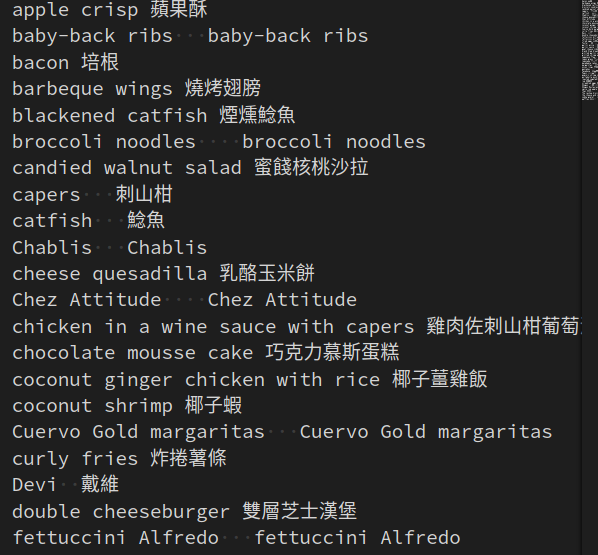 apple crisp 蘋果酥
baby-back ribs···baby-back ribs
bacon 培根
barbeque wings 燒烤翅膀
blackened catfish 煙燻鯰魚
broccoli noodles····broccoli noodles
candied walnut salad 蜜餞核桃沙拉
capers···刺山柑
catfish···鯰魚
Chablis···Chablis
cheese quesadilla 乳酪玉米餅
Chez Attitude····Chez Attitude
chicken in a wine sauce with capers 雞肉佐刺山柑葡萄
chocolate mousse cake 巧克力慕斯蛋糕
coconut ginger chicken with rice 椰子薑雞飯
coconut shrimp 椰子蝦
Cuervo Gold margaritas···Cuervo Gold margaritas
curly fries 炸捲薯條
Devi··戴維
double cheeseburger 雙層芝士漢堡
fettuccini Alfredo···fettuccini Alfredo